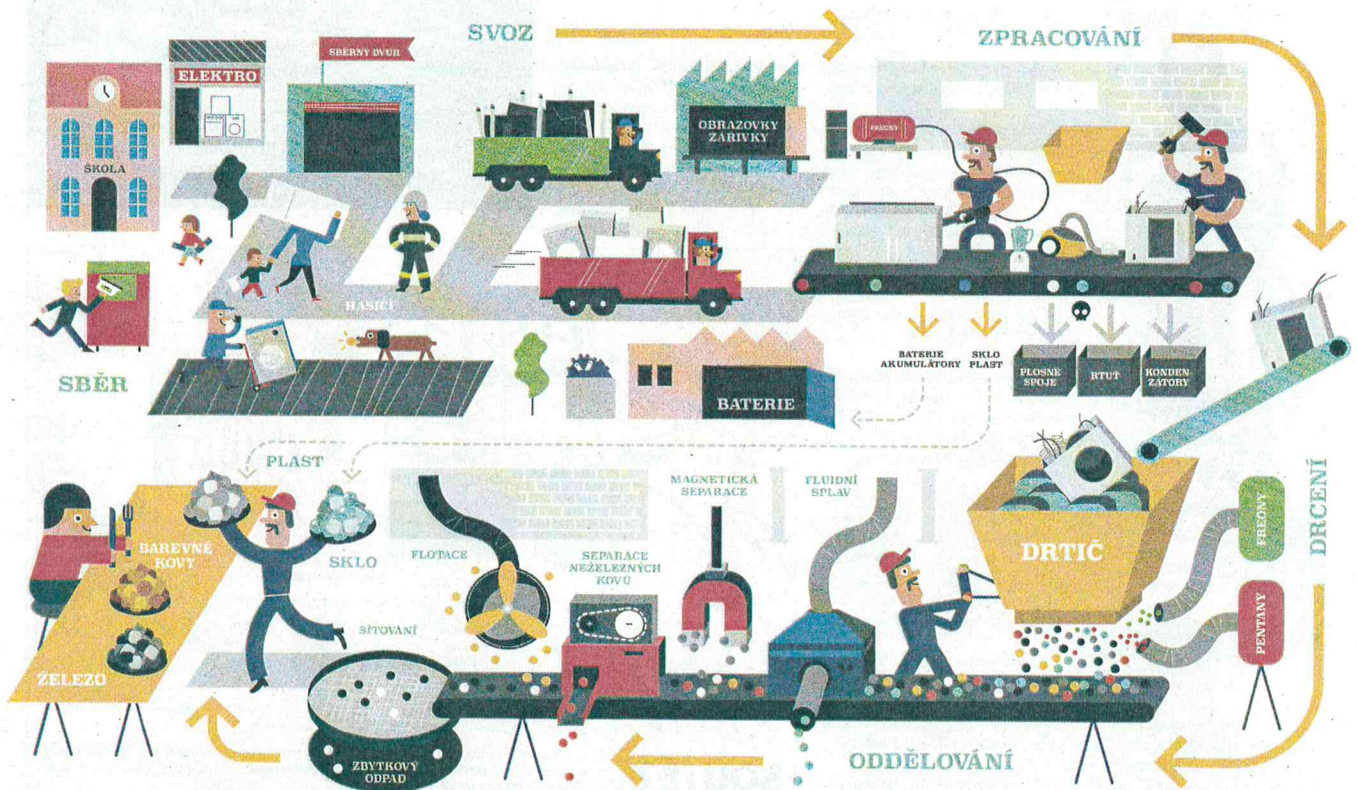 SVOZ
ZPRACOVÁNÍ
SBĚRNÝ DVŮR
ELEKTRO
ŠKOLA
OBRAZOVKY
ZÁŘIVKY
FREONY
HASIČI
SBĚR
BATERIE
BATERIE
AKUMULÁTORY
SKLO
PLAST
PLOŠNÉ
SPOJE
RTUŤ
KONDEN-
ZÁTORY
PLAST
SKLO
BAREVNÉ
KOVY
ŽELEZO
FLOTACE
SEPARACE
NEŽELEZNÝCH
KOVŮ
MAGNETICKÁ
SEPARACE
FLUIDNÍ
SPLAV
DRTIČ
FREONY
PENTANY
DRCENÍ
SÍTOVÁNÍ
ZBYTKOVÝ
ODPAD
ODDĚLOVÁNÍ